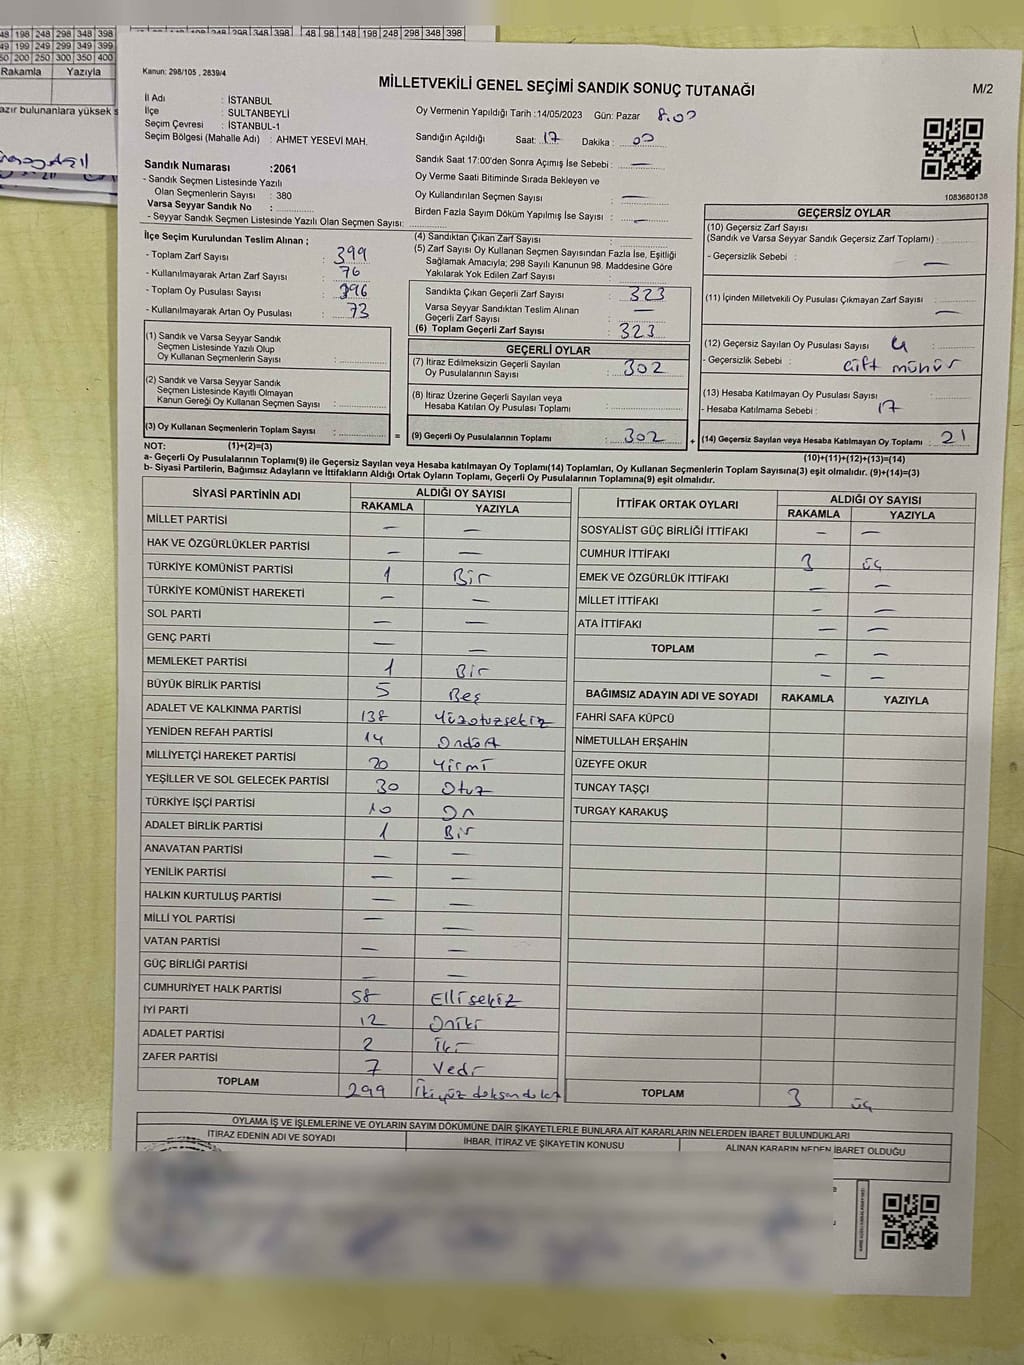 48 198 248 298 348 398
49 199 249 299 349 399
50 200 250 300 350 400
Rakamla Yazıyla
azır bulunanlara yüksek s
298 348 398
48 98 148 198 248 298 348 398
Kanun: 298/105 , 2839/4
MİLLETVEKİLİ GENEL SEÇİMİ SANDIK SONUÇ TUTANAĞI
M/2
İl Adı : İSTANBUL
İlçe : SULTANBEYLİ
Seçim Çevresi : İSTANBUL-1
Seçim Bölgesi (Mahalle Adı) : AHMET YESEVİ MAH.
Sandık Numarası :2061
- Sandık Seçmen Listesinde Yazılı
Olan Seçmenlerin Sayısı : 380
Varsa Seyyar Sandık No :
- Seyyar Sandık Seçmen Listesinde Yazılı Olan Seçmen Sayısı:
Oy Vermenin Yapıldığı Tarih :14/05/2023 Gün: Pazar 8.00
Sandığın Açıldığı Saat: 17 Dakika : 00
Sandık Saat 17:00'den Sonra Açımış İse Sebebi : —
Oy Verme Saati Bitiminde Sırada Bekleyen ve
Oy Kullandırılan Seçmen Sayısı : —
Birden Fazla Sayım Döküm Yapılmış İse Sayısı : —
1083680138
İlçe Seçim Kurulundan Teslim Alınan ;
- Toplam Zarf Sayısı : 399
- Kullanılmayarak Artan Zarf Sayısı : 76
- Toplam Oy Pusulası Sayısı : 396
- Kullanılmayarak Artan Oy Pusulası : 73
(1) Sandık ve Varsa Seyyar Sandık
Seçmen Listesinde Yazılı Olup
Oy Kullanan Seçmenlerin Sayısı :
(2) Sandık ve Varsa Seyyar Sandık
Seçmen Listesinde Kayıtlı Olmayan
Kanun Gereği Oy Kullanan Seçmen Sayısı :
(3) Oy Kullanan Seçmenlerin Toplam Sayısı :
(4) Sandıktan Çıkan Zarf Sayısı :
(5) Zarf Sayısı Oy Kullanan Seçmen Sayısından Fazla İse, Eşitliği
Sağlamak Amacıyla; 298 Sayılı Kanunun 98. Maddesine Göre
Yakılarak Yok Edilen Zarf Sayısı :
Sandıkta Çıkan Geçerli Zarf Sayısı : 323
Varsa Seyyar Sandıktan Teslim Alınan
Geçerli Zarf Sayısı : —
(6) Toplam Geçerli Zarf Sayısı : 323
GEÇERLİ OYLAR
(7) İtiraz Edilmeksizin Geçerli Sayılan
Oy Pusulalarının Sayısı : 302
(8) İtiraz Üzerine Geçerli Sayılan veya
Hesaba Katılan Oy Pusulası Toplamı :
= (9) Geçerli Oy Pusulalarının Toplamı : 302
GEÇERSİZ OYLAR
(10) Geçersiz Zarf Sayısı
(Sandık ve Varsa Seyyar Sandık Geçersiz Zarf Toplamı) :
- Geçersizlik Sebebi : —
(11) İçinden Milletvekili Oy Pusulası Çıkmayan Zarf Sayısı : —
(12) Geçersiz Sayılan Oy Pusulası Sayısı : 4
- Geçersizlik Sebebi : çift mühür
(13) Hesaba Katılmayan Oy Pusulası Sayısı :
- Hesaba Katılmama Sebebi : 17
+ (14) Geçersiz Sayılan veya Hesaba Katılmayan Oy Toplamı : 21
NOT: (1)+(2)=(3)
(10)+(11)+(12)+(13)=(14)
a- Geçerli Oy Pusulalarının Toplamı(9) ile Geçersiz Sayılan veya Hesaba katılmayan Oy Toplamı(14) Toplamları, Oy Kullanan Seçmenlerin Toplam Sayısına(3) eşit olmalıdır. (9)+(14)=(3)
b- Siyasi Partilerin, Bağımsız Adayların ve İttifakların Aldığı Ortak Oyların Toplamı, Geçerli Oy Pusulalarının Toplamına(9) eşit olmalıdır.
SİYASİ PARTİNİN ADI ALDIĞI OY SAYISI
RAKAMLA YAZIYLA
MİLLET PARTİSİ — —
HAK VE ÖZGÜRLÜKLER PARTİSİ — —
TÜRKİYE KOMÜNİST PARTİSİ 1 Bir
TÜRKİYE KOMÜNİST HAREKETİ — —
SOL PARTİ — —
GENÇ PARTİ — —
MEMLEKET PARTİSİ 1 Bir
BÜYÜK BİRLİK PARTİSİ 5 Beş
ADALET VE KALKINMA PARTİSİ 138 Yüzotuzsekiz
YENİDEN REFAH PARTİSİ 14 Ondört
MİLLİYETÇİ HAREKET PARTİSİ 20 Yirmi
YEŞİLLER VE SOL GELECEK PARTİSİ 30 Otuz
TÜRKİYE İŞÇİ PARTİSİ 10 On
ADALET BİRLİK PARTİSİ 1 Bir
ANAVATAN PARTİSİ — —
YENİLİK PARTİSİ — —
HALKIN KURTULUŞ PARTİSİ — —
MİLLİ YOL PARTİSİ — —
VATAN PARTİSİ — —
GÜÇ BİRLİĞİ PARTİSİ — —
CUMHURİYET HALK PARTİSİ 58 Ellisekiz
İYİ PARTİ 12 Oniki
ADALET PARTİSİ 2 İki
ZAFER PARTİSİ 7 Yedi
TOPLAM 299 İkiyüz doksandokuz
İTTİFAK ORTAK OYLARI ALDIĞI OY SAYISI
RAKAMLA YAZIYLA
SOSYALİST GÜÇ BİRLİĞİ İTTİFAKI — —
CUMHUR İTTİFAKI 3 üç
EMEK VE ÖZGÜRLÜK İTTİFAKI — —
MİLLET İTTİFAKI — —
ATA İTTİFAKI — —
TOPLAM — —
— —
BAĞIMSIZ ADAYIN ADI VE SOYADI RAKAMLA YAZIYLA
FAHRİ SAFA KÜPCÜ
NİMETULLAH ERŞAHİN
ÜZEYFE OKUR
TUNCAY TAŞÇI
TURGAY KARAKUŞ
TOPLAM 3 üç
OYLAMA İŞ VE İŞLEMLERİNE VE OYLARIN SAYIM DÖKÜMÜNE DAİR ŞİKAYETLERLE BUNLARA AİT KARARLARIN NELERDEN İBARET BULUNDUKLARI
İTİRAZ EDENİN ADI VE SOYADI İHBAR, İTİRAZ VE ŞİKAYETİN KONUSU ALINAN KARARIN NEDEN İBARET OLDUĞU